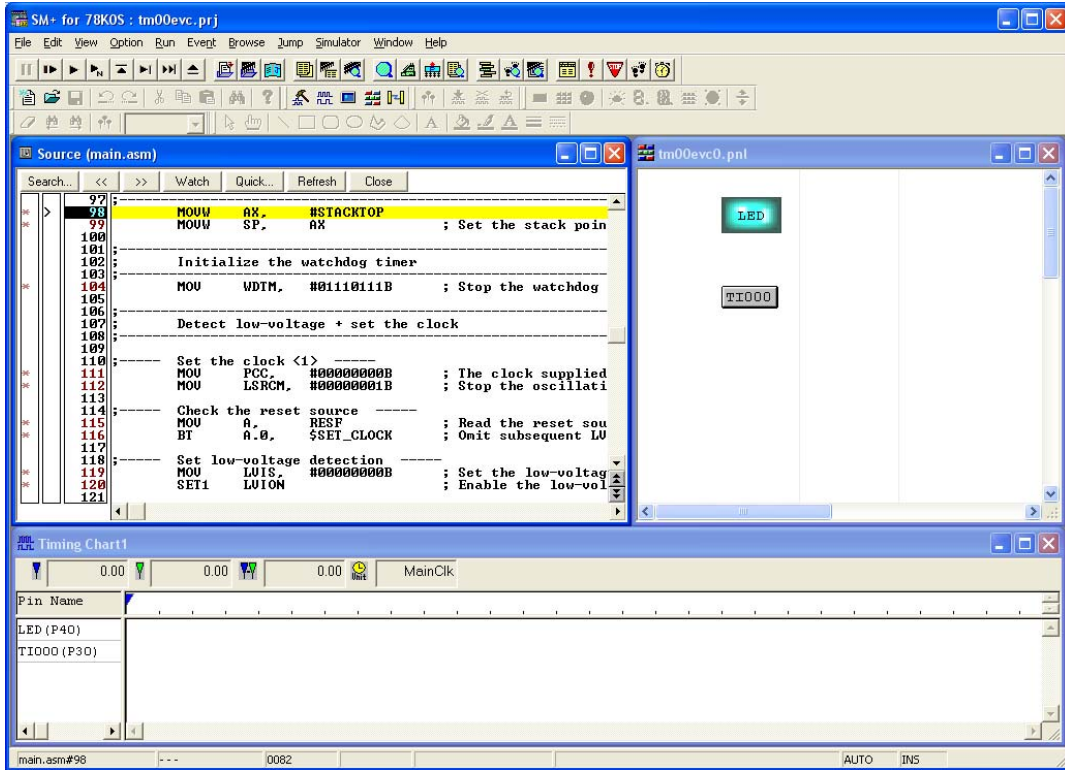 SM+ for 78K0S : tm00evc.prj
File Edit View Option Run Event Browse Jump Simulator Window Help
Source (main.asm)
Search... << >> Watch Quick... Refresh Close
97 ;----------------------------------------------------------------
> 98 MOVW AX, #STACKTOP
99 MOVW SP, AX ; Set the stack poin
100
101 ;----------------------------------------------------------------
102 ; Initialize the watchdog timer
103 ;----------------------------------------------------------------
104 MOV WDTM, #01110111B ; Stop the watchdog
105
106 ;----------------------------------------------------------------
107 ; Detect low-voltage + set the clock
108 ;----------------------------------------------------------------
109
110 ;----- Set the clock <1> -----
111 MOV PCC, #00000000B ; The clock supplied
112 MOV LSRCM, #00000001B ; Stop the oscillati
113
114 ;----- Check the reset source -----
115 MOV A, RESF ; Read the reset sou
116 BT A.0, $SET_CLOCK ; Omit subsequent LV
117
118 ;----- Set low-voltage detection -----
119 MOV LVIS, #00000000B ; Set the low-voltag
120 SET1 LVION ; Enable the low-vol
121
tm00evc0.pnl
LED
TI000
Timing Chart1
0.00 0.00 0.00 Unit MainClk
Pin Name
LED(P40)
TI000(P30)
main.asm#98 --- 0082 AUTO INS